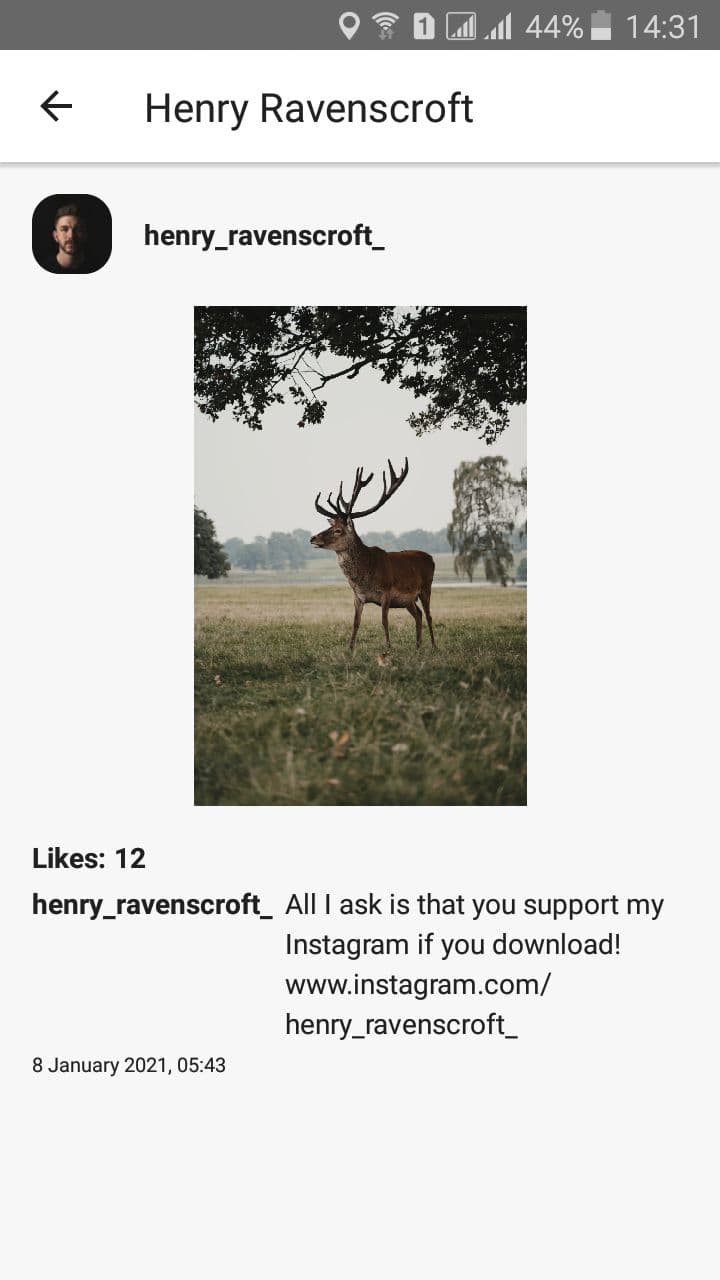 1 44% 14:31
Henry Ravenscroft
henry_ravenscroft_
Likes: 12
henry_ravenscroft_ All I ask is that you support my
Instagram if you download!
www.instagram.com/
henry_ravenscroft_
8 January 2021, 05:43